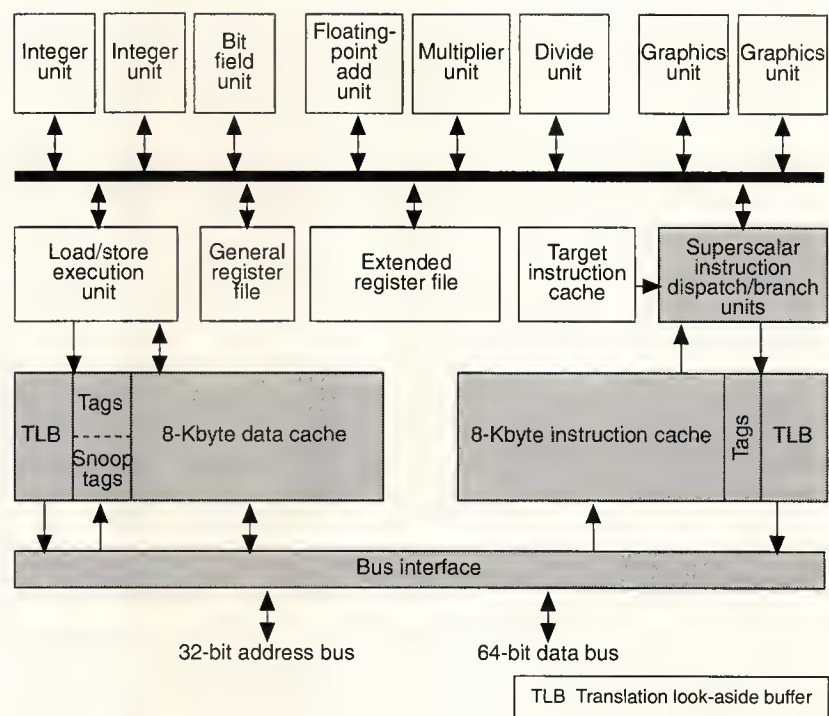 Integer
unit
Integer
unit
Bit
field
unit
Floating-
point
add
unit
Multiplier
unit
Divide
unit
Graphics
unit
Graphics
unit
Load/store
execution
unit
General
register
file
Extended
register file
Target
instruction
cache
Superscalar
instruction
dispatch/branch
units
TLB
Tags
Snoop
tags
8-Kbyte data cache
8-Kbyte instruction cache
Tags
TLB
Bus interface
32-bit address bus
64-bit data bus
TLB Translation look-aside buffer